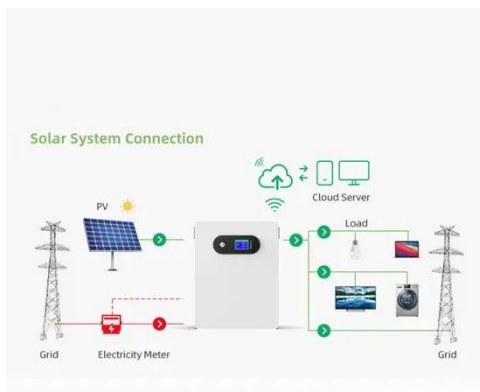 Solar System Connection
Cloud Server
PV
Load
Grid
Electricity Meter
Grid